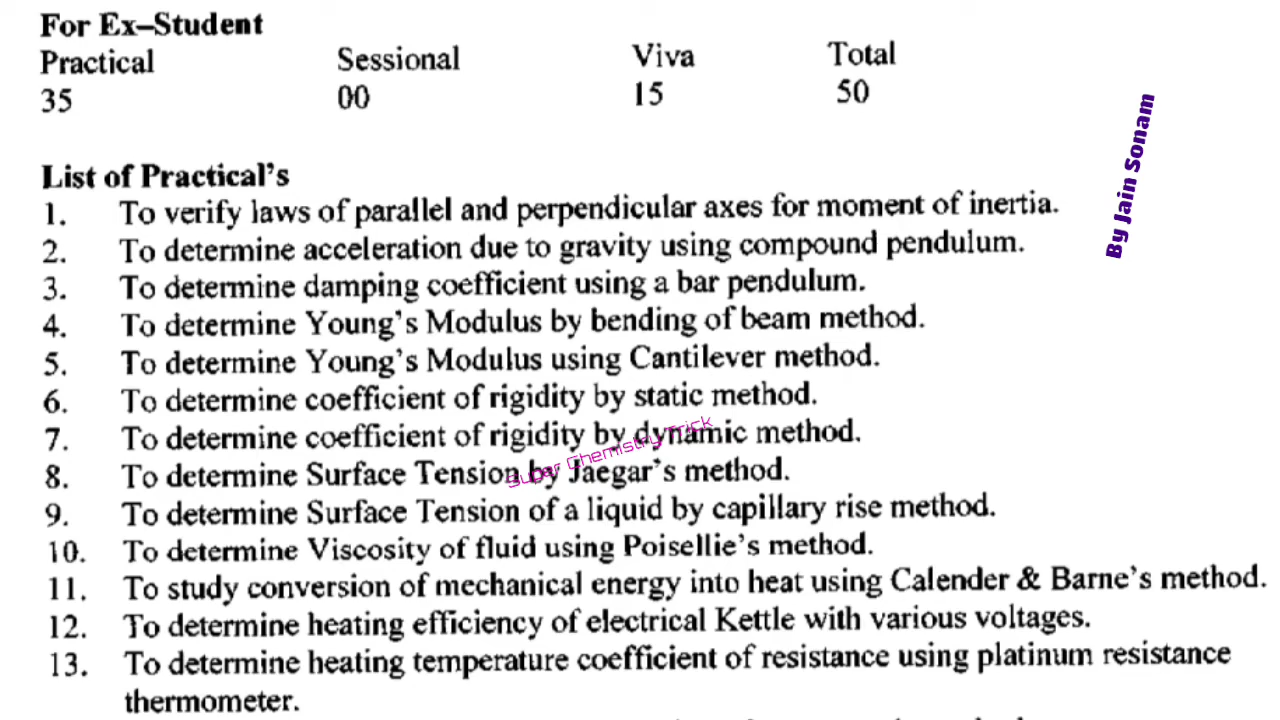 For Ex–Student
Practical Sessional Viva Total
35 00 15 50
By Jain Sonam
List of Practical's
1. To verify laws of parallel and perpendicular axes for moment of inertia.
2. To determine acceleration due to gravity using compound pendulum.
3. To determine damping coefficient using a bar pendulum.
4. To determine Young's Modulus by bending of beam method.
5. To determine Young's Modulus using Cantilever method.
6. To determine coefficient of rigidity by static method.
7. To determine coefficient of rigidity by dynamic method.
Super Chemistry Trick
8. To determine Surface Tension by Jaegar's method.
9. To determine Surface Tension of a liquid by capillary rise method.
10. To determine Viscosity of fluid using Poisellie's method.
11. To study conversion of mechanical energy into heat using Calender & Barne's method.
12. To determine heating efficiency of electrical Kettle with various voltages.
13. To determine heating temperature coefficient of resistance using platinum resistance
thermometer.